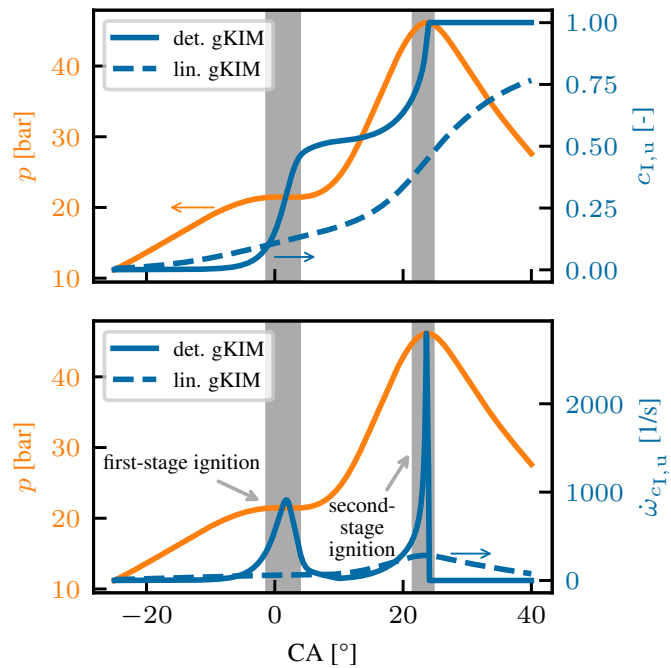 det. gKIM
lin. gKIM
40
30
20
10
p [bar]
1.00
0.75
0.50
0.25
0.00
c_{I,u} [-]
det. gKIM
lin. gKIM
first-stage ignition
second-
stage
ignition
40
30
20
10
p [bar]
2000
1000
0
ω̇_{c_{I,u}} [1/s]
−20
0
20
40
CA [°]